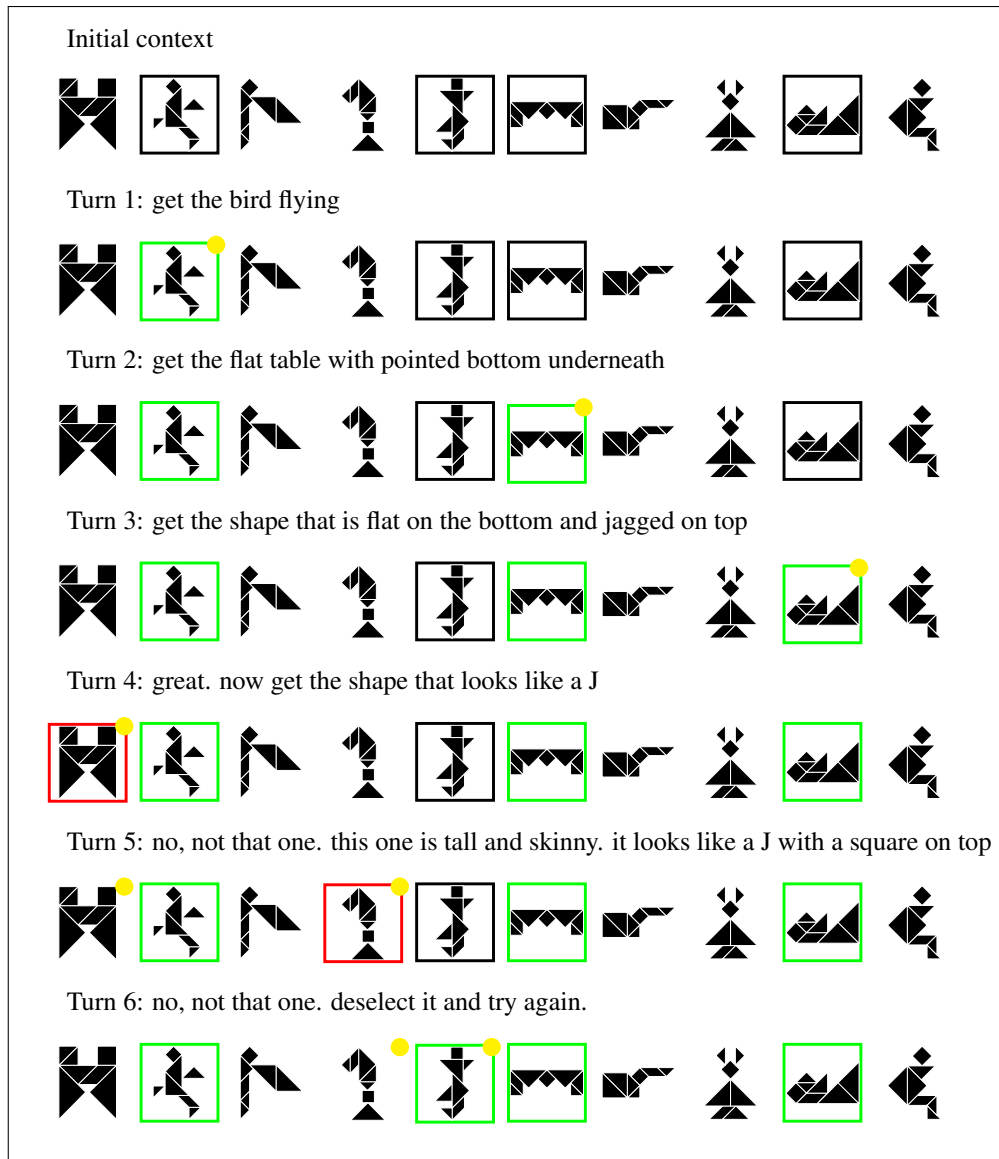 Initial context
Turn 1: get the bird flying
Turn 2: get the flat table with pointed bottom underneath
Turn 3: get the shape that is flat on the bottom and jagged on top
Turn 4: great. now get the shape that looks like a J
Turn 5: no, not that one. this one is tall and skinny. it looks like a J with a square on top
Turn 6: no, not that one. deselect it and try again.